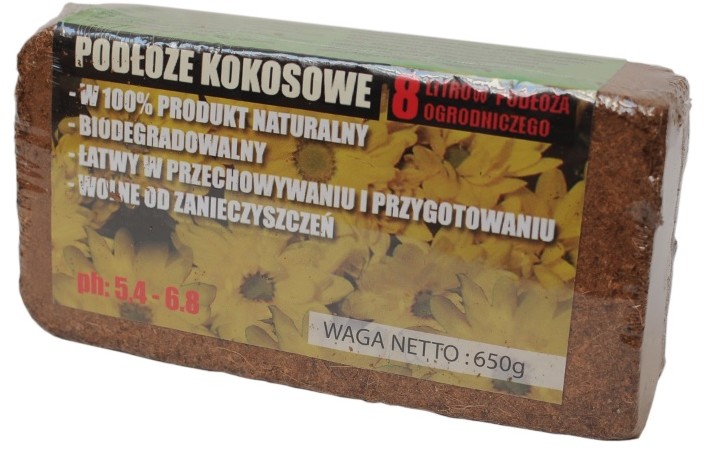 PODŁOŻE KOKOSOWE
8 LITRÓW PODŁOŻA
OGRODNICZEGO
- W 100% PRODUKT NATURALNY
- BIODEGRADOWALNY
- ŁATWY W PRZECHOWYWANIU I PRZYGOTOWANIU
- WOLNE OD ZANIECZYSZCZEŃ
ph: 5.4 - 6.8
WAGA NETTO : 650g